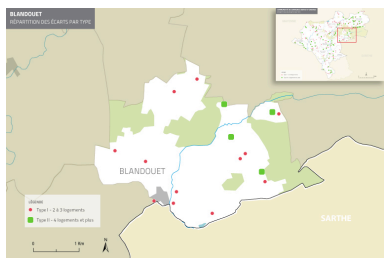 BLANDOUET
RÉPARTITION DES ÉCARTS PAR TYPE
BLANDOUET
SARTHE
LÉGENDE
Type I - 2 à 3 logements
Type II - 4 logements et plus
0 1 Km
N